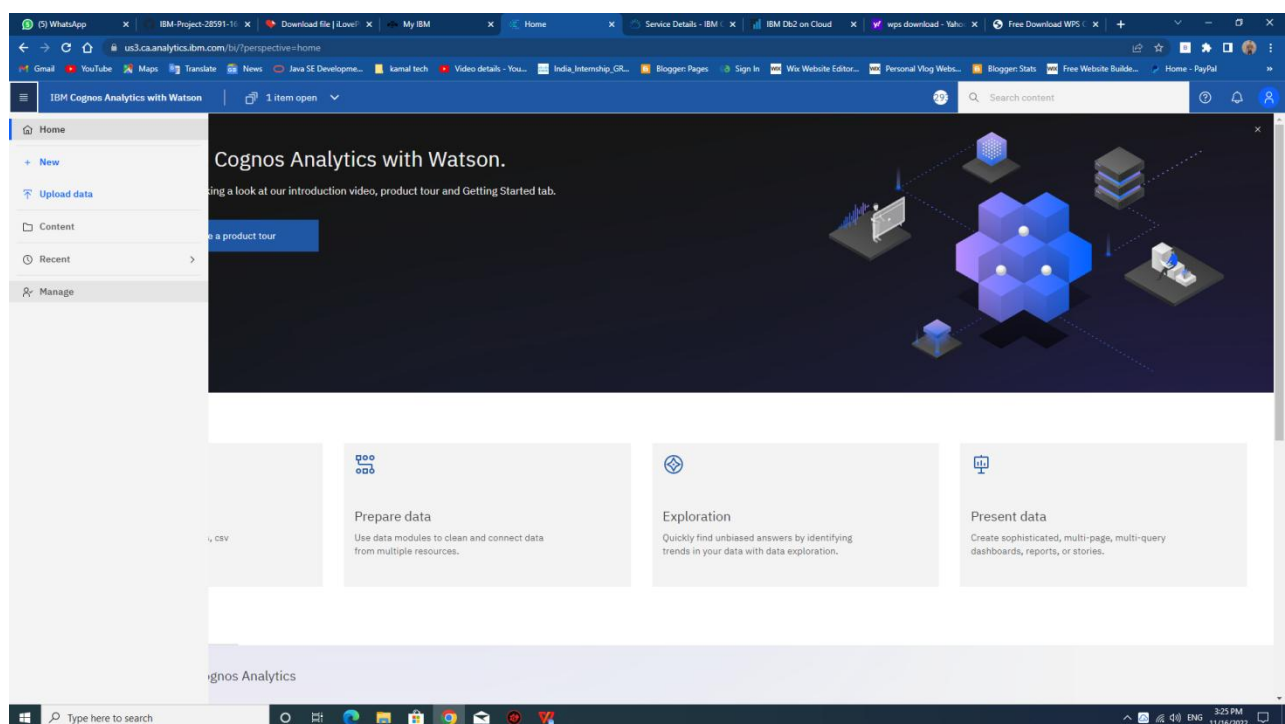 (5) WhatsApp
IBM-Project-28591-16
Download file | iLoveP
My IBM
Home
Service Details - IBM C
IBM Db2 on Cloud
wps download - Yaho
Free Download WPS O
us3.ca.analytics.ibm.com/bi/?perspective=home
Gmail
YouTube
Maps
Translate
News
Java SE Developme...
kamal tech
Video details - You...
India_Internship_GR...
Blogger: Pages
Sign In
Wix Website Editor...
Personal Vlog Webs...
Blogger: Stats
Free Website Builde...
Home - PayPal
IBM Cognos Analytics with Watson
1 item open
293
Search content
Home
New
Upload data
Content
Recent
Manage
Cognos Analytics with Watson.
king a look at our introduction video, product tour and Getting Started tab.
e a product tour
, csv
Prepare data
Use data modules to clean and connect data
from multiple resources.
Exploration
Quickly find unbiased answers by identifying
trends in your data with data exploration.
Present data
Create sophisticated, multi-page, multi-query
dashboards, reports, or stories.
ognos Analytics
Type here to search
ENG
3:25 PM
11/16/2022